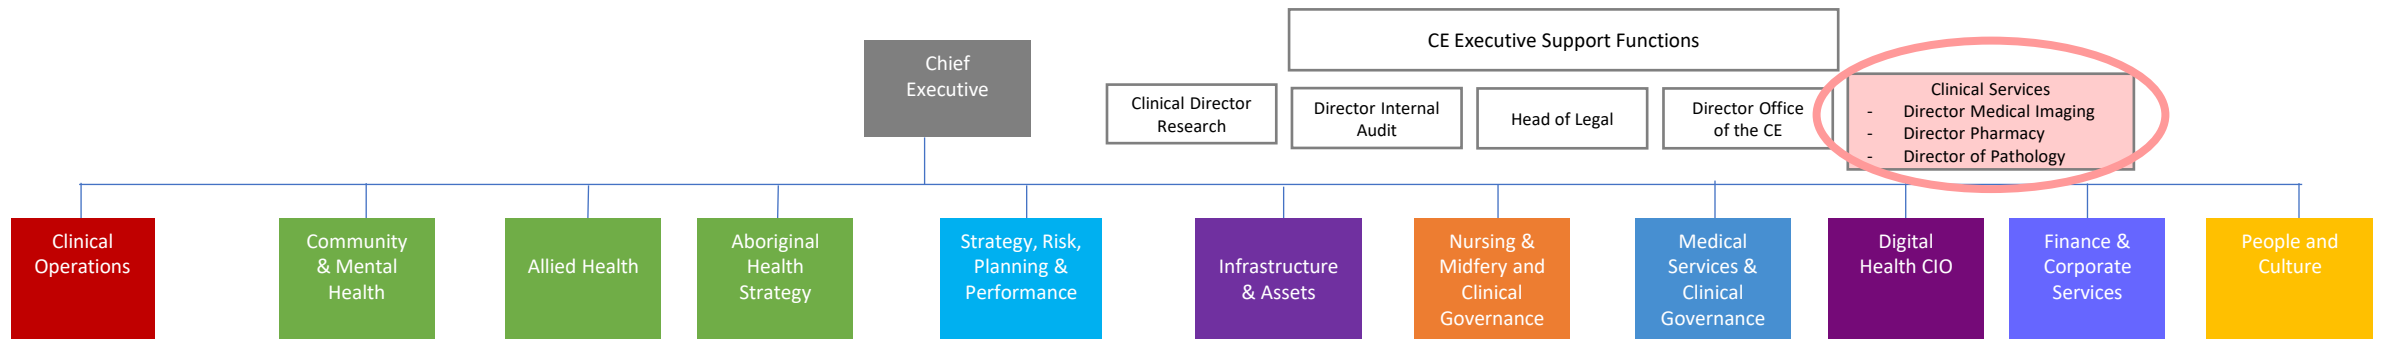 CE Executive Support Functions
Chief
Executive
Clinical Director
Research
Director Internal
Audit
Head of Legal
Director Office
of the CE
Clinical Services
- Director Medical Imaging
- Director Pharmacy
- Director of Pathology
Clinical
Operations
Community
& Mental
Health
Allied Health
Aboriginal
Health
Strategy
Strategy, Risk,
Planning &
Performance
Infrastructure
& Assets
Nursing &
Midfery and
Clinical
Governance
Medical
Services &
Clinical
Governance
Digital
Health CIO
Finance &
Corporate
Services
People and
Culture